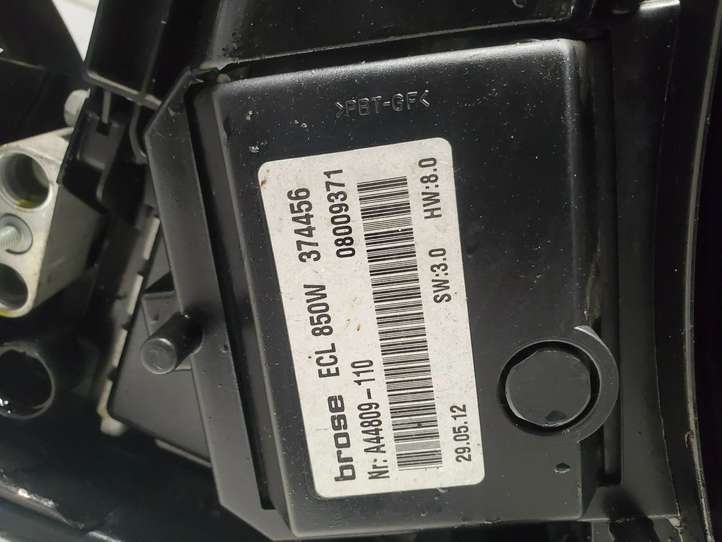 >PBT-GF<
brose ECL 850W 374456
Nr: A44809-110 08009371
29.05.12 SW:3.0 HW:8.0